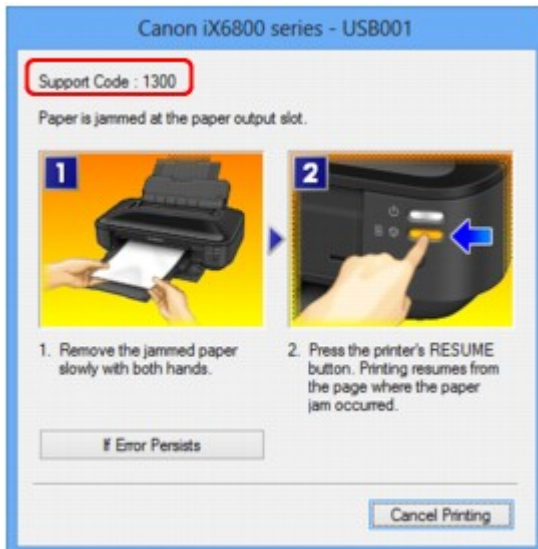 Canon iX6800 series - USB001
Support Code : 1300
Paper is jammed at the paper output slot.
1
2
1. Remove the jammed paper
slowly with both hands.
2. Press the printer's RESUME
button. Printing resumes from
the page where the paper
jam occurred.
If Error Persists
Cancel Printing